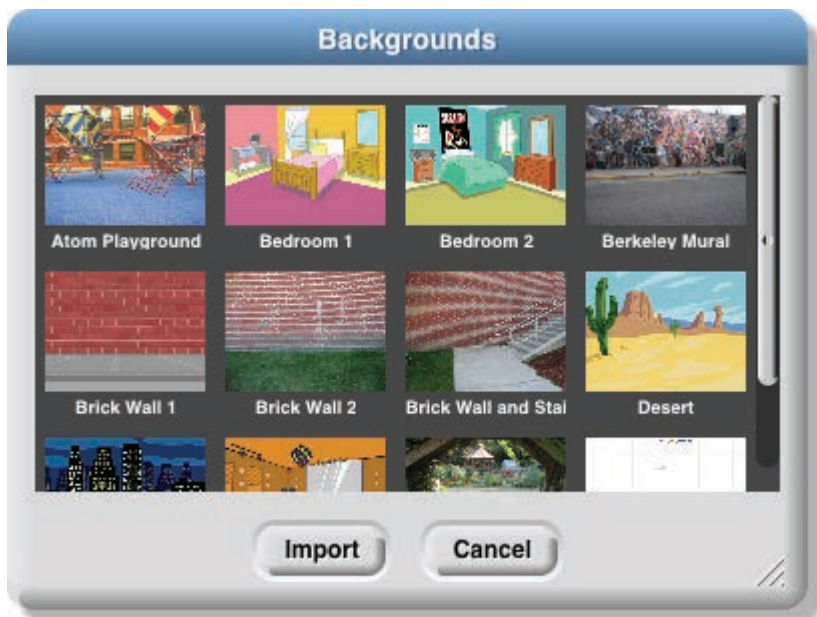 Backgrounds
Atom Playground
Bedroom 1
Bedroom 2
Berkeley Mural
Brick Wall 1
Brick Wall 2
Brick Wall and Stai
Desert
Import
Cancel